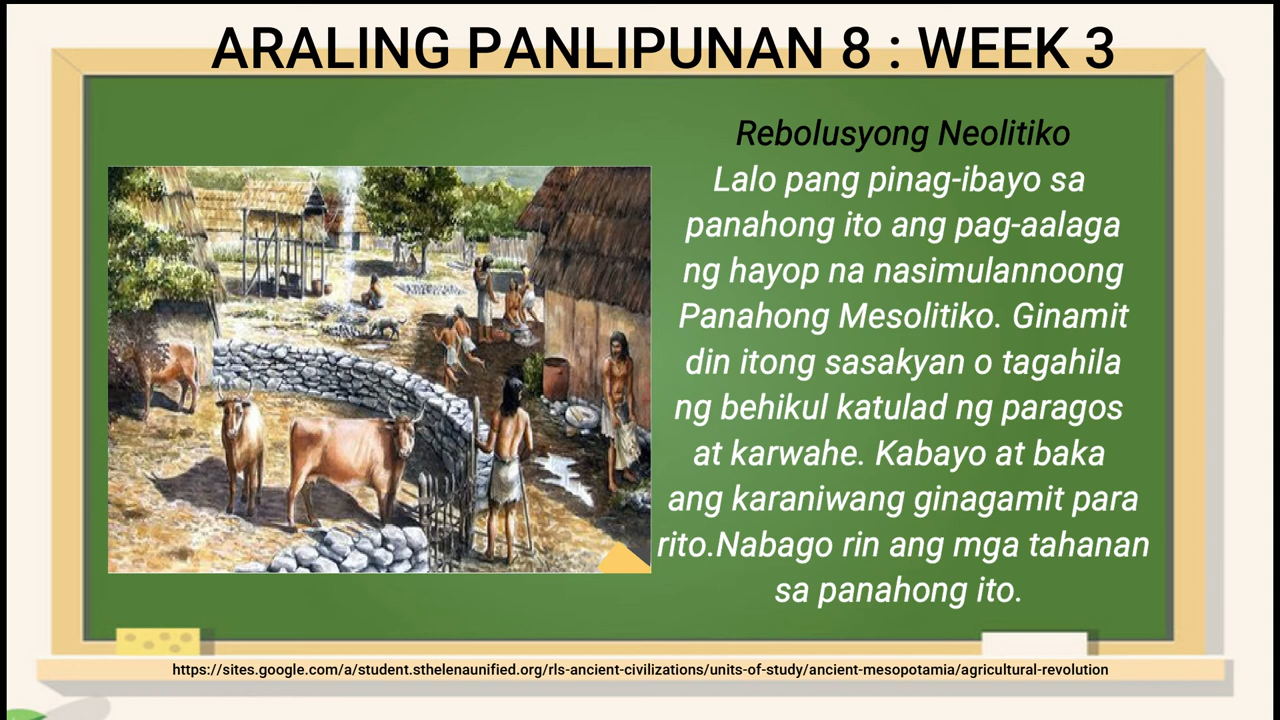 ARALING PANLIPUNAN 8 : WEEK 3
Rebolusyong Neolitiko
Lalo pang pinag-ibayo sa
panahong ito ang pag-aalaga
ng hayop na nasimulannoong
Panahong Mesolitiko. Ginamit
din itong sasakyan o tagahila
ng behikul katulad ng paragos
at karwahe. Kabayo at baka
ang karaniwang ginagamit para
rito.Nabago rin ang mga tahanan
sa panahong ito.
https://sites.google.com/a/student.sthelenaunified.org/rls-ancient-civilizations/units-of-study/ancient-mesopotamia/agricultural-revolution